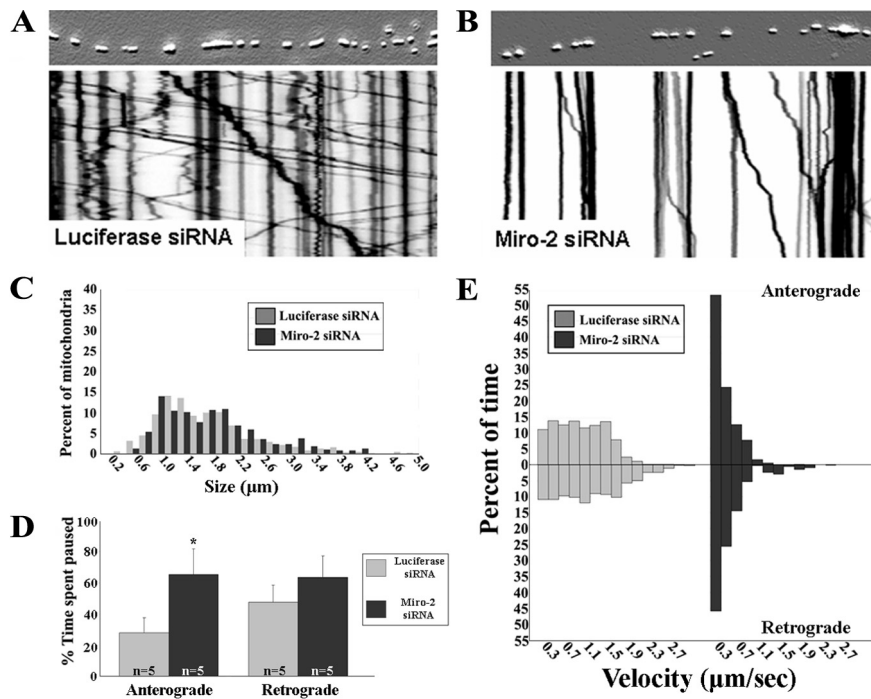 A
B
Luciferase siRNA
Miro-2 siRNA
C
Percent of mitochondria
40
35
30
25
20
15
10
5
0
Luciferase siRNA
Miro-2 siRNA
0.2 0.6 1.0 1.4 1.8 2.2 2.6 3.0 3.4 3.8 4.2 4.6 5.0
Size (µm)
D
% Time spent paused
100
80
60
40
20
0
*
n=5 n=5 n=5 n=5
Anterograde Retrograde
Luciferase
siRNA
Miro-2
siRNA
E
Percent of time
55
50
45
40
35
30
25
20
15
10
5
0
5
10
15
20
25
30
35
40
45
50
55
Anterograde
Luciferase siRNA
Miro-2 siRNA
Retrograde
0.3 0.7 1.1 1.5 1.9 2.3 2.7 0.3 0.7 1.1 1.5 1.9 2.3 2.7
Velocity (µm/sec)